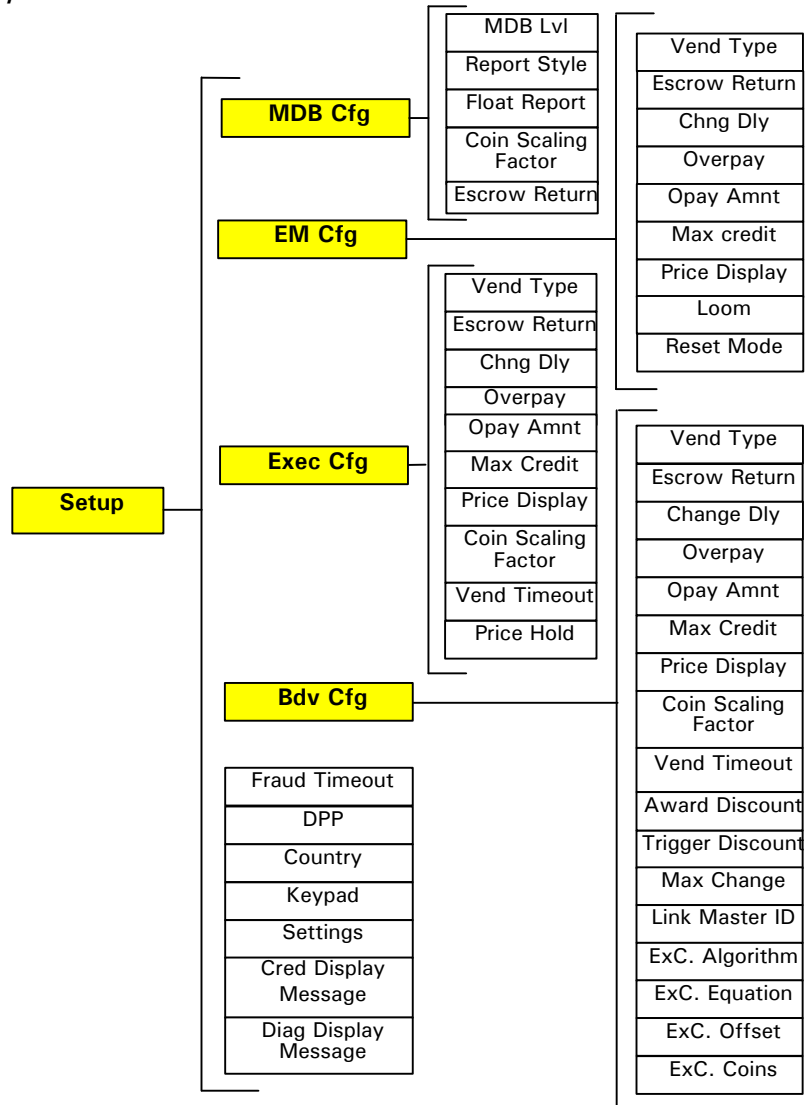 Setup
MDB Cfg
MDB Lvl
Report Style
Float Report
Coin Scaling
Factor
Escrow Return
EM Cfg
Vend Type
Escrow Return
Chng Dly
Overpay
Opay Amnt
Max credit
Price Display
Loom
Reset Mode
Exec Cfg
Vend Type
Escrow Return
Chng Dly
Overpay
Opay Amnt
Max Credit
Price Display
Coin Scaling
Factor
Vend Timeout
Price Hold
Bdv Cfg
Vend Type
Escrow Return
Change Dly
Overpay
Opay Amnt
Max Credit
Price Display
Coin Scaling
Factor
Vend Timeout
Award Discount
Trigger Discount
Max Change
Link Master ID
ExC. Algorithm
ExC. Equation
ExC. Offset
ExC. Coins
Fraud Timeout
DPP
Country
Keypad
Settings
Cred Display
Message
Diag Display
Message